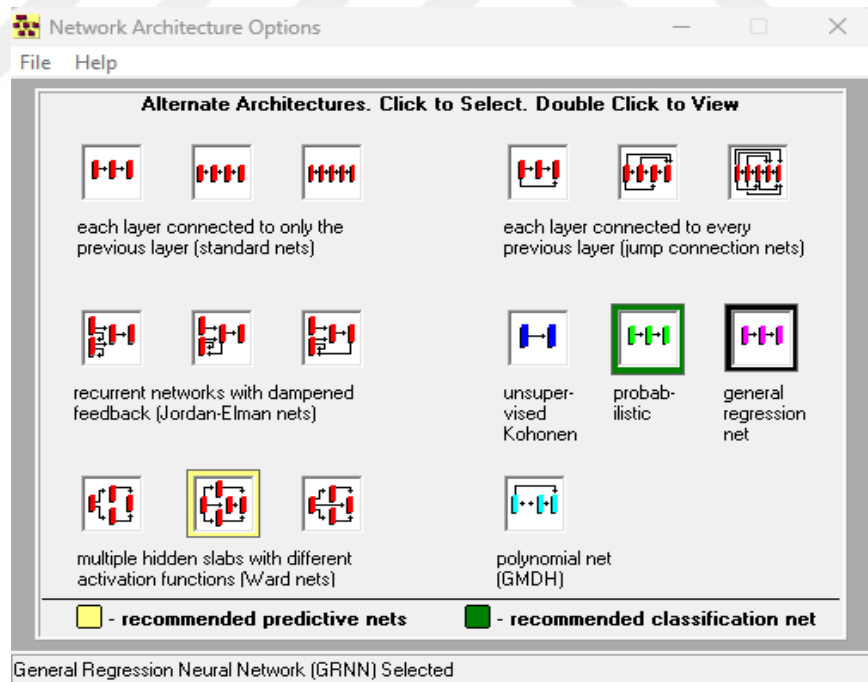 Network Architecture Options
File Help
Alternate Architectures. Click to Select. Double Click to View
each layer connected to only the
previous layer (standard nets)
each layer connected to every
previous layer (jump connection nets)
recurrent networks with dampened
feedback (Jordan-Elman nets)
unsuper-
vised
Kohonen
probab-
ilistic
general
regression
net
multiple hidden slabs with different
activation functions (Ward nets)
polynomial net
(GMDH)
- recommended predictive nets
- recommended classification net
General Regression Neural Network (GRNN) Selected